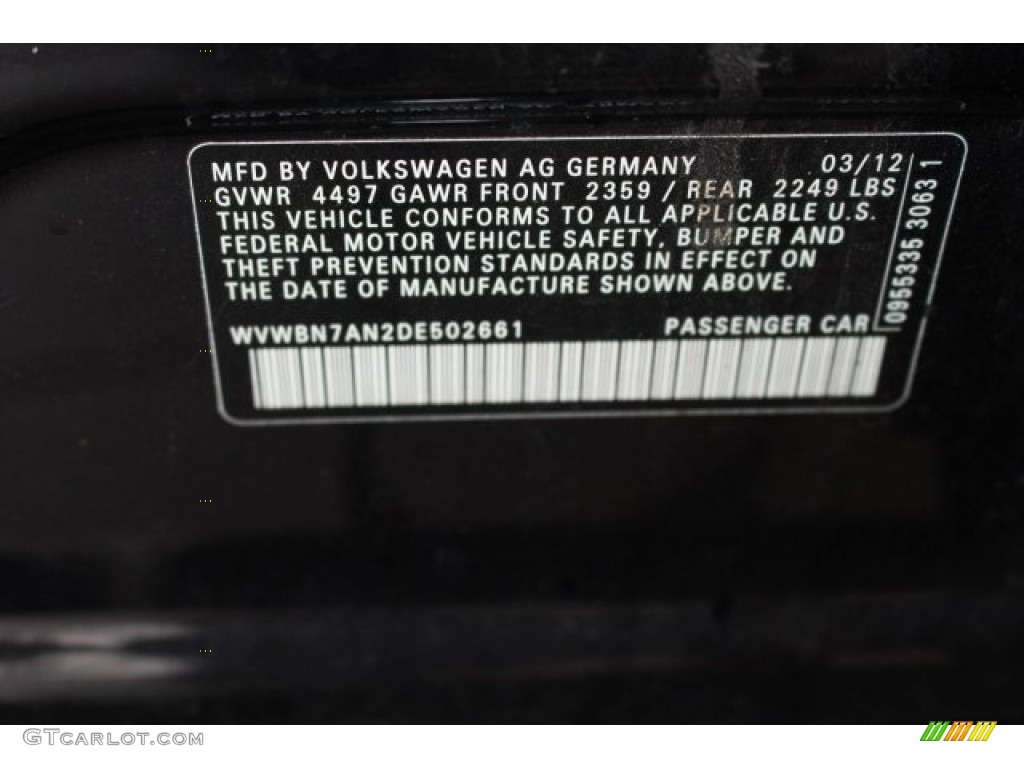 MFD BY VOLKSWAGEN AG GERMANY 03/12
GVWR 4497 GAWR FRONT 2359 / REAR 2249 LBS
THIS VEHICLE CONFORMS TO ALL APPLICABLE U.S.
FEDERAL MOTOR VEHICLE SAFETY, BUMPER AND
THEFT PREVENTION STANDARDS IN EFFECT ON
THE DATE OF MANUFACTURE SHOWN ABOVE.
WVWBN7AN2DE502661 PASSENGER CAR
0955335 3063 1
GTCARLOT.COM